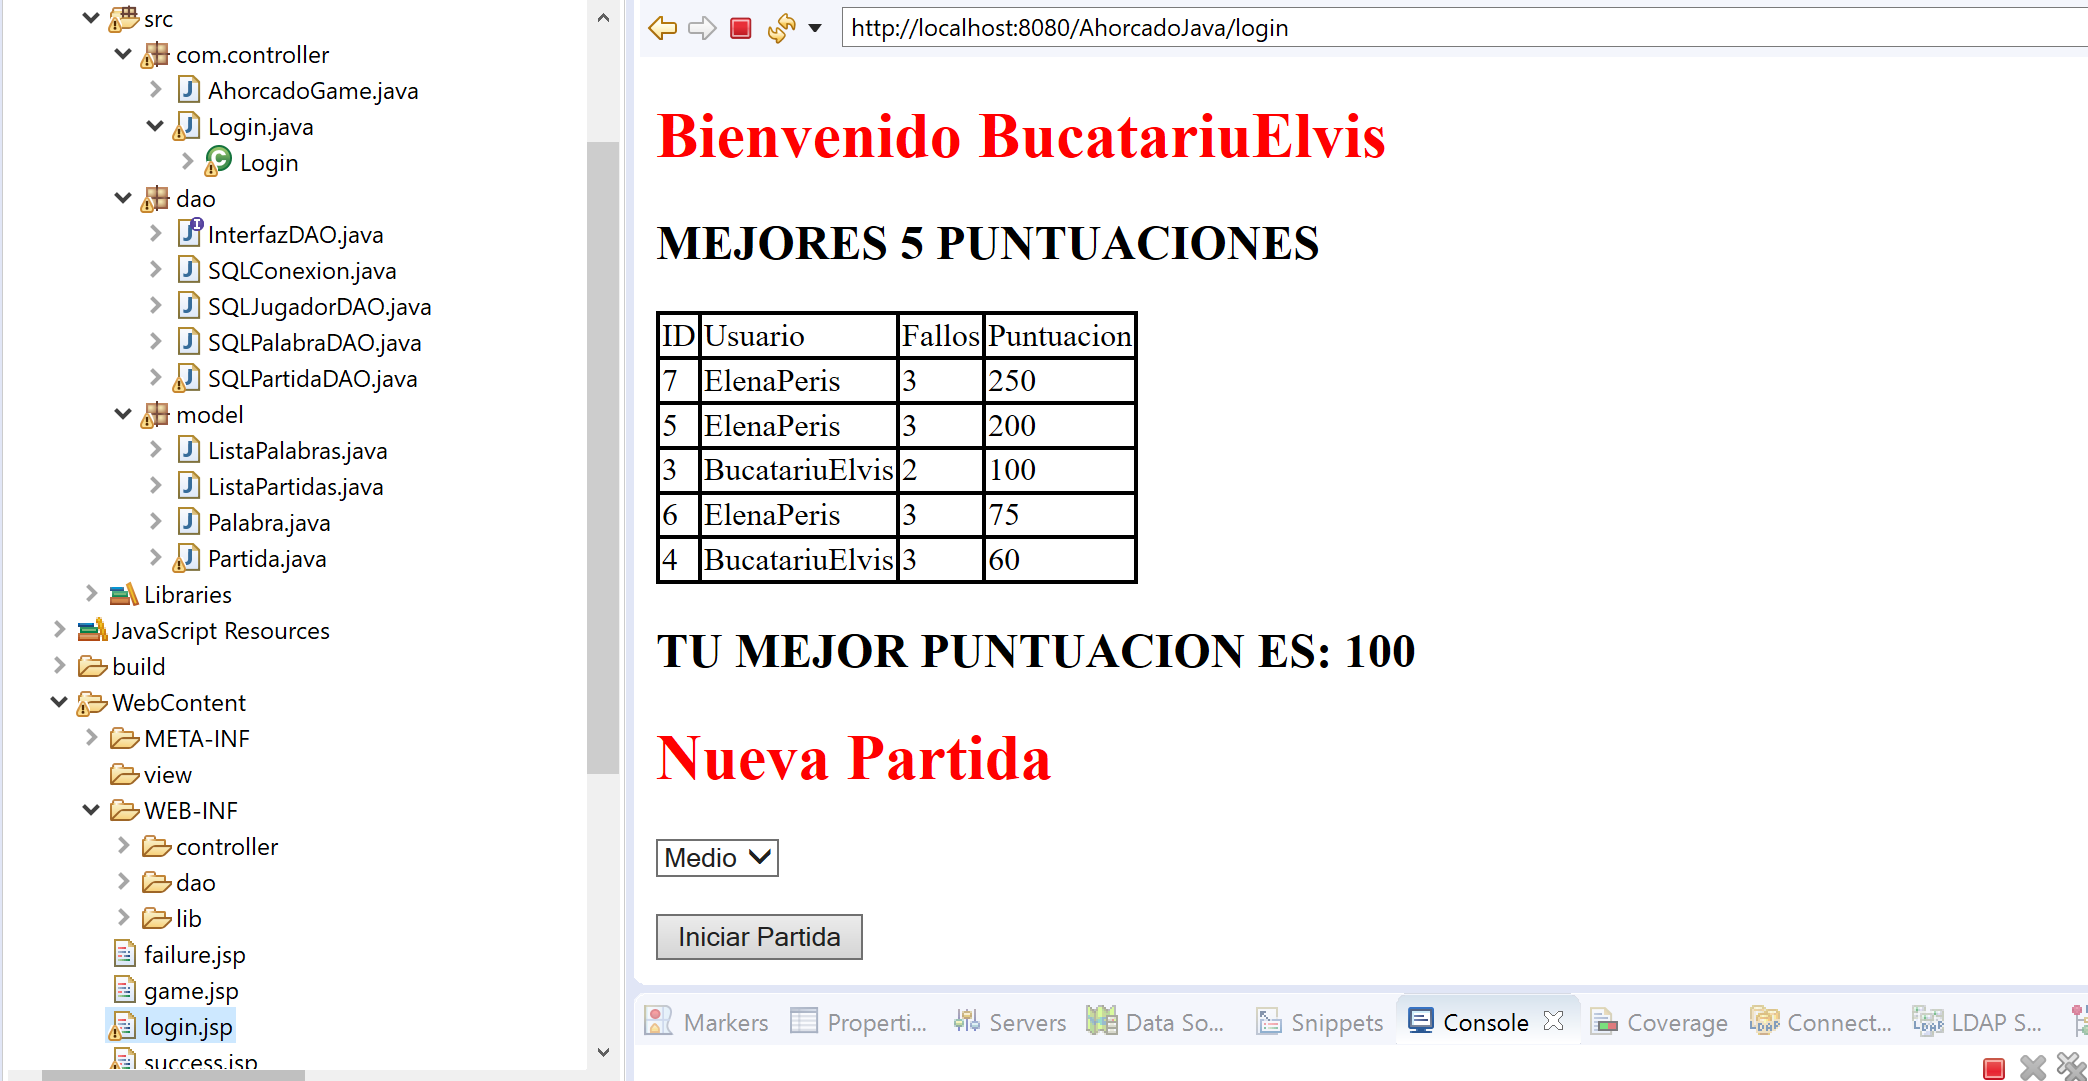 src
com.controller
AhorcadoGame.java
Login.java
Login
dao
InterfazDAO.java
SQLConexion.java
SQLJugadorDAO.java
SQLPalabraDAO.java
SQLPartidaDAO.java
model
ListaPalabras.java
ListaPartidas.java
Palabra.java
Partida.java
Libraries
JavaScript Resources
build
WebContent
META-INF
view
WEB-INF
controller
dao
lib
failure.jsp
game.jsp
login.jsp
success.jsp
http://localhost:8080/AhorcadoJava/login
Bienvenido BucatariuElvis
MEJORES 5 PUNTUACIONES
ID Usuario Fallos Puntuacion
7 ElenaPeris 3 250
5 ElenaPeris 3 200
3 BucatariuElvis 2 100
6 ElenaPeris 3 75
4 BucatariuElvis 3 60
TU MEJOR PUNTUACION ES: 100
Nueva Partida
Medio
Iniciar Partida
Markers Properti... Servers Data So... Snippets Console Coverage Connect... LDAP S...